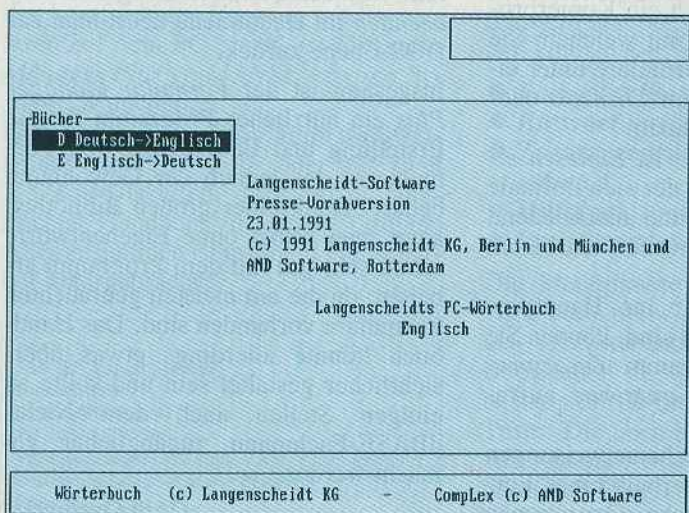 Bücher
D Deutsch->Englisch
E Englisch->Deutsch
Langenscheidt-Software
Presse-Vorabversion
23.01.1991
(c) 1991 Langenscheidt KG, Berlin und München und
AND Software, Rotterdam
Langenscheidts PC-Wörterbuch
Englisch
Wörterbuch (c) Langenscheidt KG - CompLex (c) AND Software